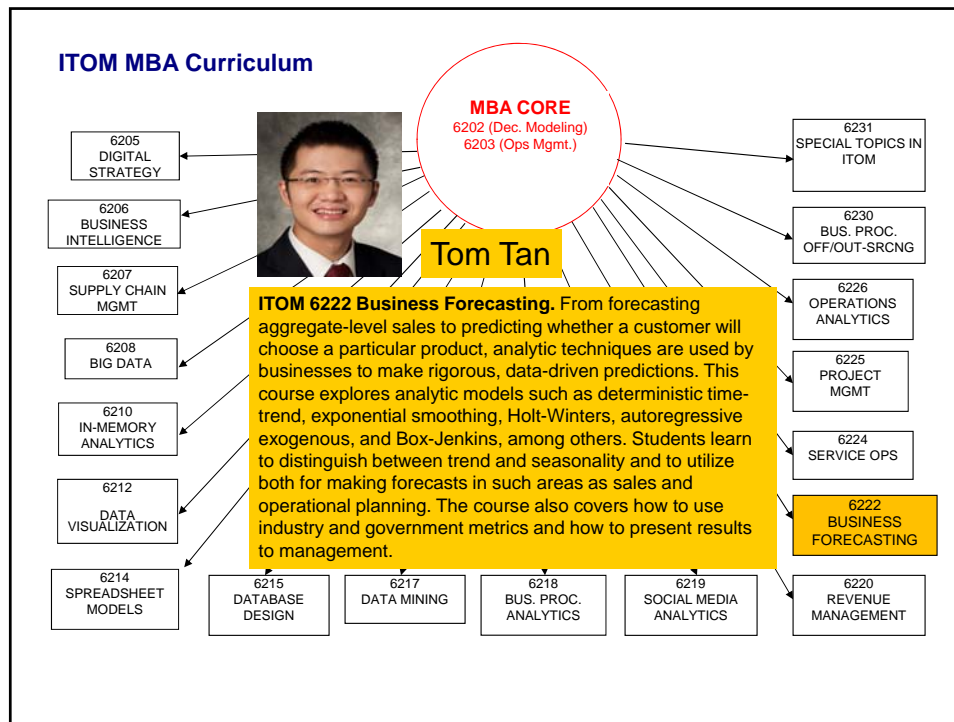 ITOM MBA Curriculum
MBA CORE
6202 (Dec. Modeling)
6203 (Ops Mgmt.)
6205
DIGITAL
STRATEGY
6206
BUSINESS
INTELLIGENCE
6207
SUPPLY CHAIN
MGMT
6208
BIG DATA
6210
IN-MEMORY
ANALYTICS
6212
DATA
VISUALIZATION
6214
SPREADSHEET
MODELS
Tom Tan
ITOM 6222 Business Forecasting. From forecasting
aggregate-level sales to predicting whether a customer will
choose a particular product, analytic techniques are used by
businesses to make rigorous, data-driven predictions. This
course explores analytic models such as deterministic time-
trend, exponential smoothing, Holt-Winters, autoregressive
exogenous, and Box-Jenkins, among others. Students learn
to distinguish between trend and seasonality and to utilize
both for making forecasts in such areas as sales and
operational planning. The course also covers how to use
industry and government metrics and how to present results
to management.
6215
DATABASE
DESIGN
6217
DATA MINING
6218
BUS. PROC.
ANALYTICS
6219
SOCIAL MEDIA
ANALYTICS
6231
SPECIAL TOPICS IN
ITOM
6230
BUS. PROC.
OFF/OUT-SRCNG
6226
OPERATIONS
ANALYTICS
6225
PROJECT
MGMT
6224
SERVICE OPS
6222
BUSINESS
FORECASTING
6220
REVENUE
MANAGEMENT